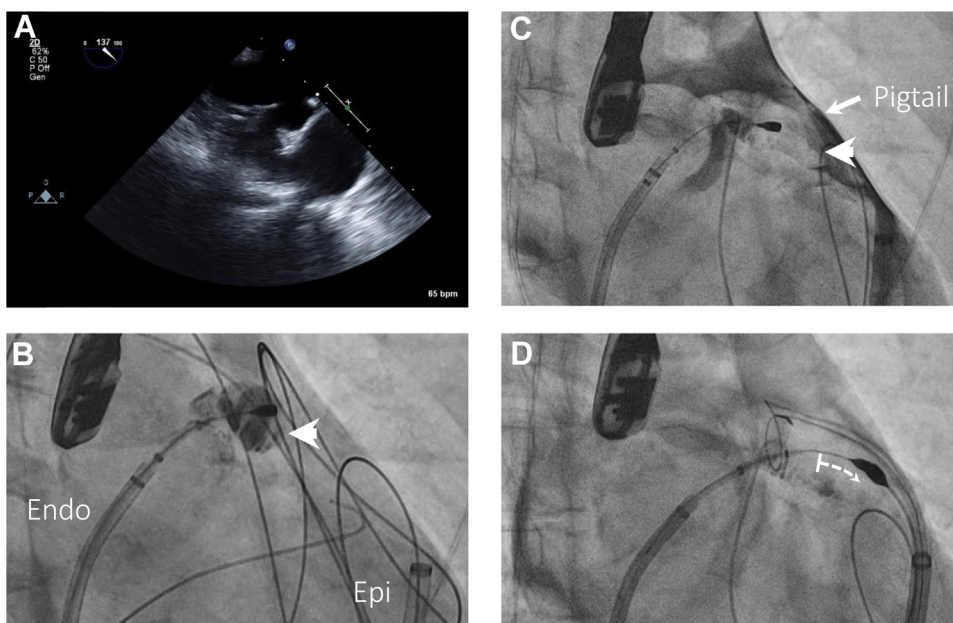 A
2D
62%
C 50
P Off
Gen
0 137 180
P
G
P R
65 bpm
B
Endo
Epi
C
Pigtail
D